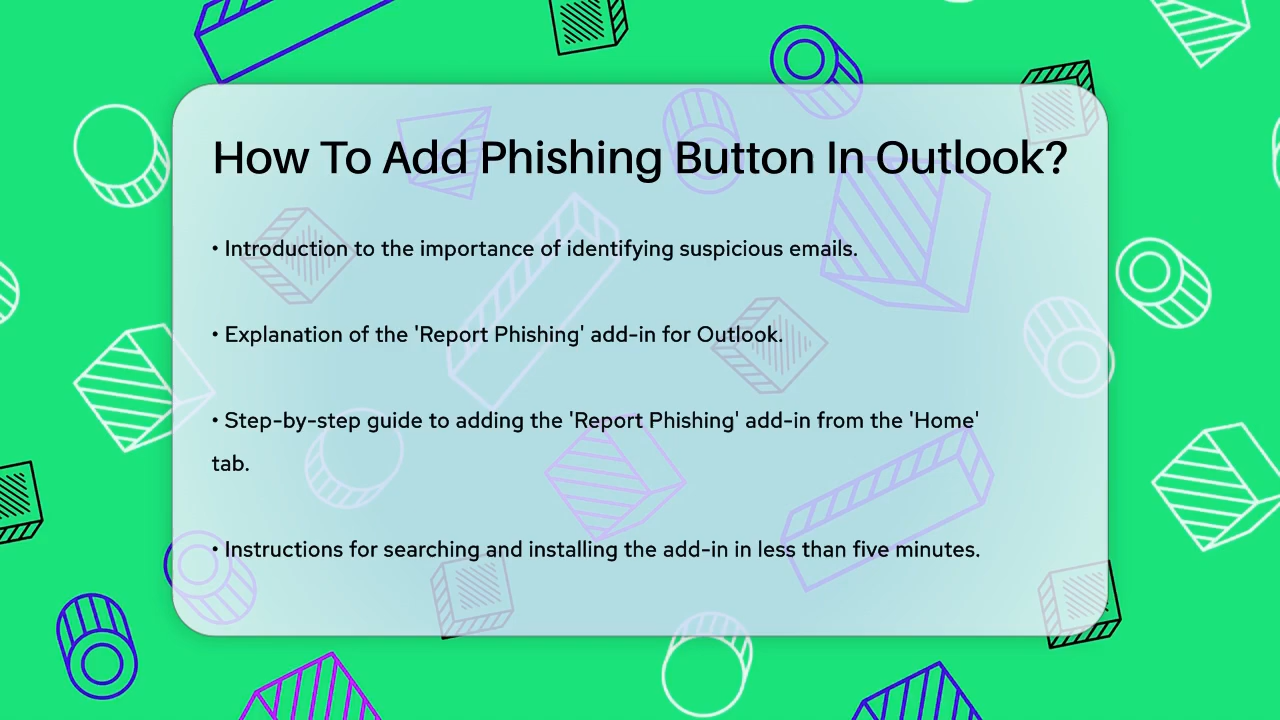 How To Add Phishing Button In Outlook?
• Introduction to the importance of identifying suspicious emails.
• Explanation of the 'Report Phishing' add-in for Outlook.
• Step-by-step guide to adding the 'Report Phishing' add-in from the 'Home'
tab.
• Instructions for searching and installing the add-in in less than five minutes.